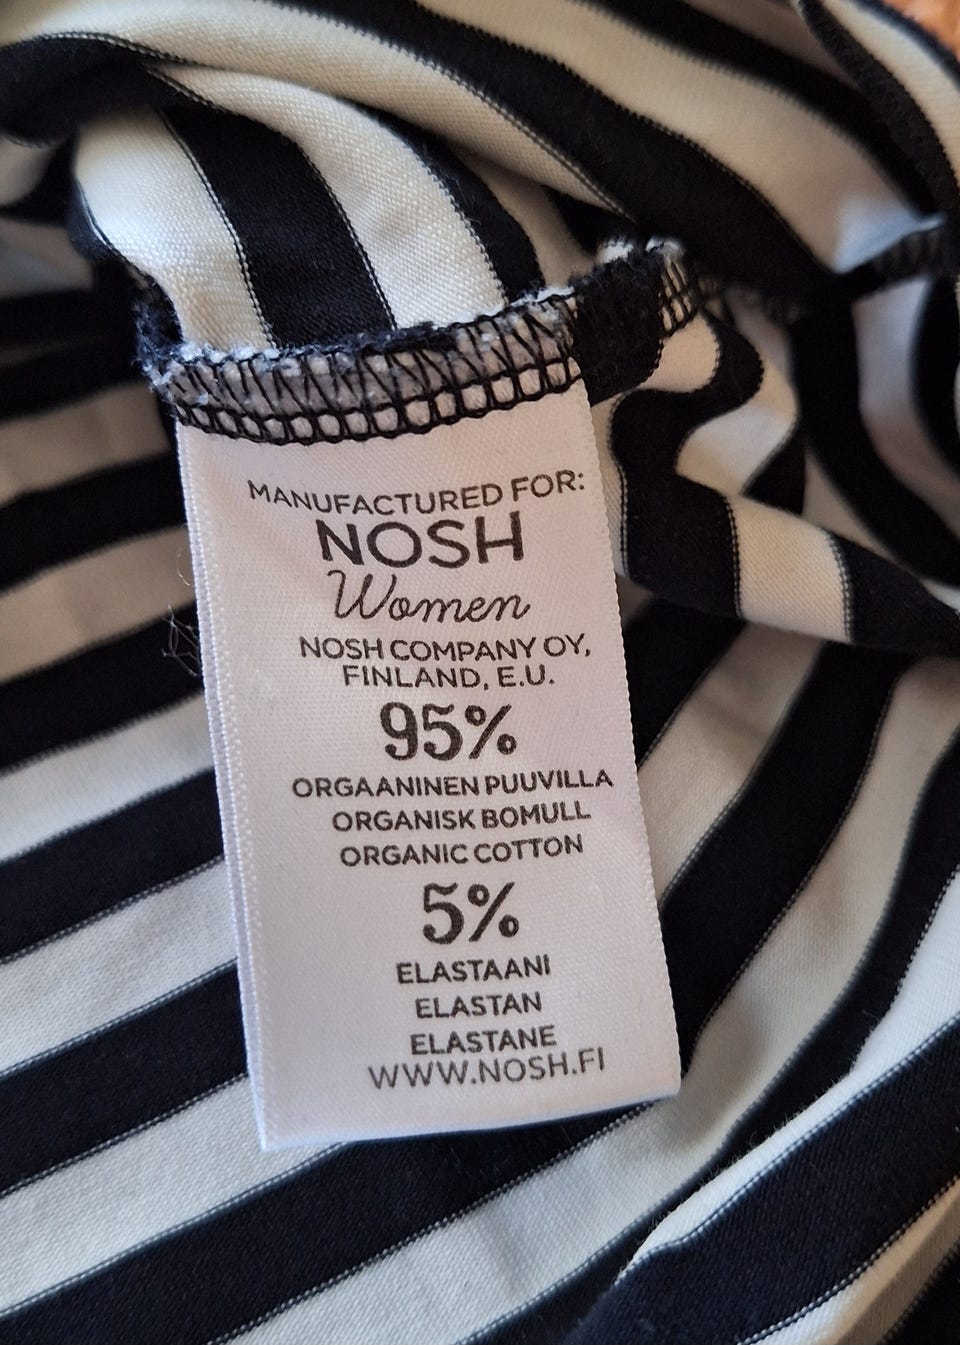 MANUFACTURED FOR:
NOSH
Women
NOSH COMPANY OY,
FINLAND, E.U.
95%
ORGAANINEN PUUVILLA
ORGANISK BOMULL
ORGANIC COTTON
5%
ELASTAANI
ELASTAN
ELASTANE
WWW.NOSH.FI